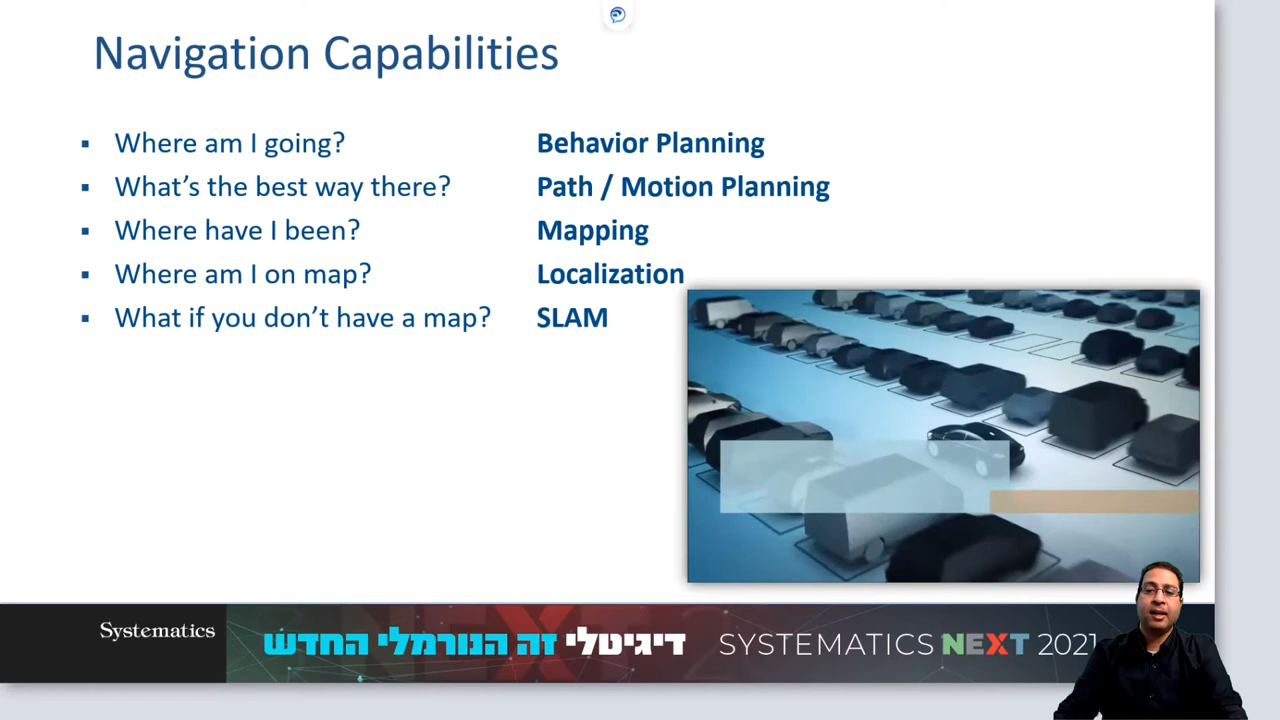 Navigation Capabilities
▪ Where am I going? Behavior Planning
▪ What’s the best way there? Path / Motion Planning
▪ Where have I been? Mapping
▪ Where am I on map? Localization
▪ What if you don’t have a map? SLAM
Systematics
דיגיטלי זה הנורמלי החדש
SYSTEMATICS NEXT 2021